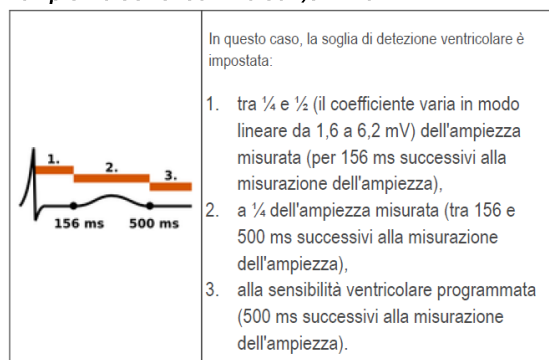 In questo caso, la soglia di detezione ventricolare è
impostata:
1. tra ¼ e ½ (il coefficiente varia in modo
lineare da 1,6 a 6,2 mV) dell'ampiezza
misurata (per 156 ms successivi alla
misurazione dell'ampiezza),
2. a ¼ dell'ampiezza misurata (tra 156 e
500 ms successivi alla misurazione
dell'ampiezza),
3. alla sensibilità ventricolare programmata
(500 ms successivi alla misurazione
dell'ampiezza).
1.
2.
3.
156 ms
500 ms